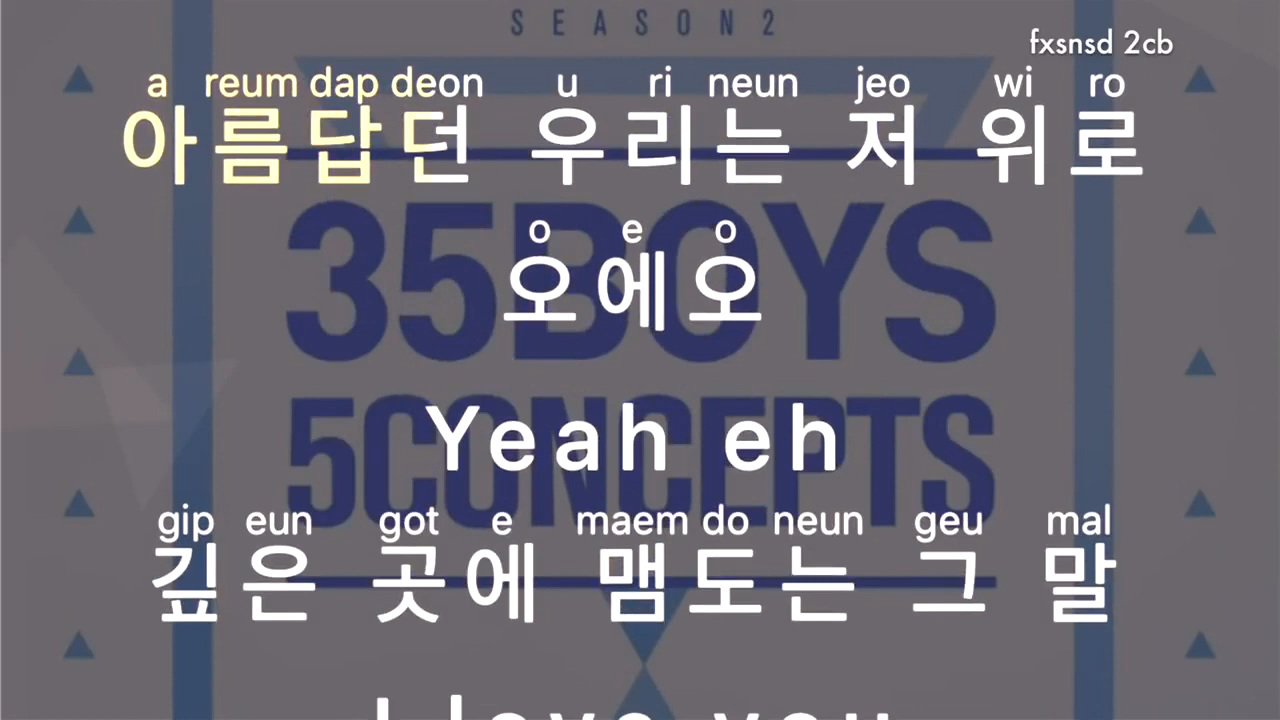 SEASON2
fxsnsd 2cb
a reum dap deon u ri neun jeo wi ro
아름답던 우리는 저 위로
35BOYS
o e o
오에오
5CONCEPTS
Yeah eh
gip eun got e maem do neun geu mal
깊은 곳에 맴도는 그 말
I love you